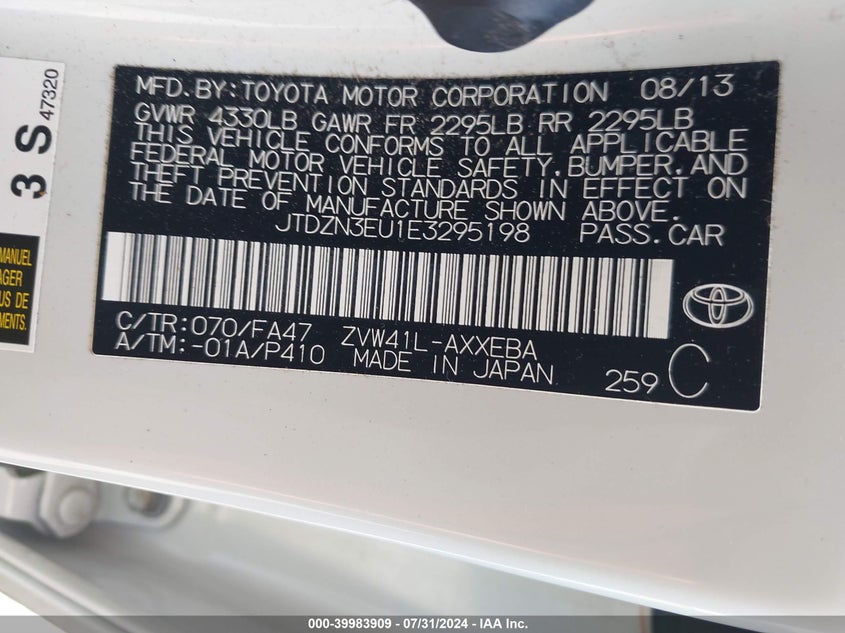 MFD. BY: TOYOTA MOTOR CORPORATION 08/13
GVWR 4330LB GAWR FR 2295LB RR 2295LB
THIS VEHICLE CONFORMS TO ALL APPLICABLE
FEDERAL MOTOR VEHICLE SAFETY, BUMPER, AND
THEFT PREVENTION STANDARDS IN EFFECT ON
THE DATE OF MANUFACTURE SHOWN ABOVE.
JTDZN3EU1E3295198 PASS.CAR
C/TR:070/FA47 ZVW41L-AXXEBA
A/TM:-01A/P410 MADE IN JAPAN
259 C
3 S 47320
MANUEL
AGER
US DE
MENTS.
000-39983909 - 07/31/2024 - IAA Inc.